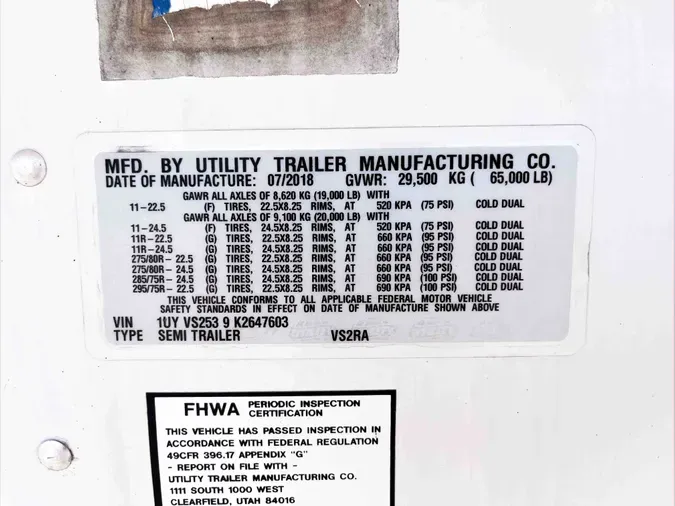 MFD. BY UTILITY TRAILER MANUFACTURING CO.
DATE OF MANUFACTURE: 07/2018 GVWR: 29,500 KG ( 65,000 LB)
GAWR ALL AXLES OF 8,620 KG (19,000 LB) WITH
11-22.5 (F) TIRES, 22.5X8.25 RIMS, AT 520 KPA (75 PSI) COLD DUAL
GAWR ALL AXLES OF 9,100 KG (20,000 LB) WITH
11-24.5 (F) TIRES, 24.5X8.25 RIMS, AT 520 KPA (75 PSI) COLD DUAL
11R-22.5 (G) TIRES, 22.5X8.25 RIMS, AT 660 KPA (95 PSI) COLD DUAL
11R-24.5 (G) TIRES, 24.5X8.25 RIMS, AT 660 KPA (95 PSI) COLD DUAL
275/80R-22.5 (G) TIRES, 22.5X8.25 RIMS, AT 660 KPA (95 PSI) COLD DUAL
275/80R-24.5 (G) TIRES, 24.5X8.25 RIMS, AT 660 KPA (95 PSI) COLD DUAL
285/75R-24.5 (G) TIRES, 24.5X8.25 RIMS, AT 690 KPA (100 PSI) COLD DUAL
295/75R-22.5 (G) TIRES, 22.5X8.25 RIMS, AT 690 KPA (100 PSI) COLD DUAL
THIS VEHICLE CONFORMS TO ALL APPLICABLE FEDERAL MOTOR VEHICLE
SAFETY STANDARDS IN EFFECT ON DATE OF MANUFACTURE SHOWN ABOVE
VIN 1UY VS253 9 K2647603
TYPE SEMI TRAILER VS2RA
FHWA PERIODIC INSPECTION
CERTIFICATION
THIS VEHICLE HAS PASSED INSPECTION IN
ACCORDANCE WITH FEDERAL REGULATION
49CFR 396.17 APPENDIX "G"
- REPORT ON FILE WITH -
UTILITY TRAILER MANUFACTURING CO.
1111 SOUTH 1000 WEST
CLEARFIELD, UTAH 84016